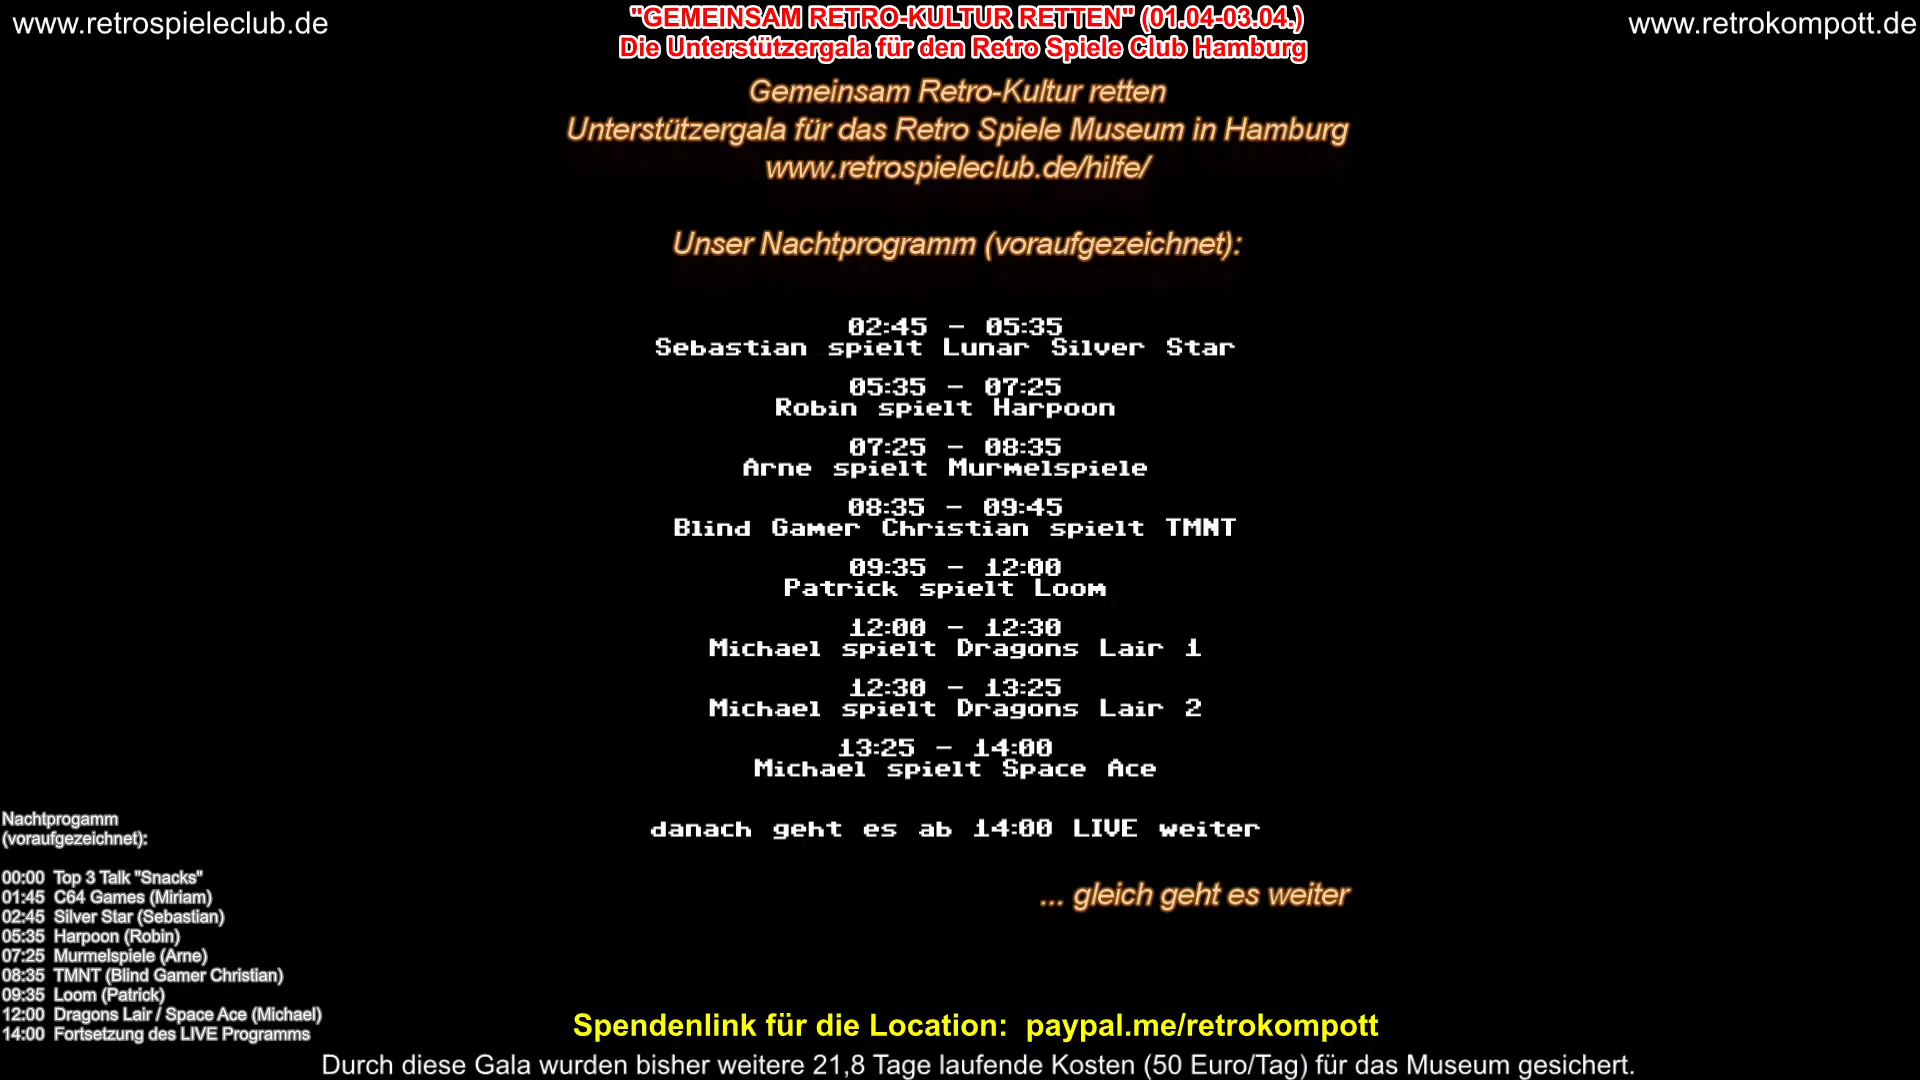 www.retrospieleclub.de
"GEMEINSAM RETRO-KULTUR RETTEN" (01.04-03.04.)
Die Unterstützergala für den Retro Spiele Club Hamburg
www.retrokompott.de
Gemeinsam Retro-Kultur retten
Unterstützergala für das Retro Spiele Museum in Hamburg
www.retrospieleclub.de/hilfe/
Unser Nachtprogramm (voraufgezeichnet):
02:45 - 05:35
Sebastian spielt Lunar Silver Star
05:35 - 07:25
Robin spielt Harpoon
07:25 - 08:35
Arne spielt Murmelspiele
08:35 - 09:45
Blind Gamer Christian spielt TMNT
09:35 - 12:00
Patrick spielt Loom
12:00 - 12:30
Michael spielt Dragons Lair 1
12:30 - 13:25
Michael spielt Dragons Lair 2
13:25 - 14:00
Michael spielt Space Ace
danach geht es ab 14:00 LIVE weiter
... gleich geht es weiter
Nachtprogamm
(voraufgezeichnet):
00:00 Top 3 Talk "Snacks"
01:45 C64 Games (Miriam)
02:45 Silver Star (Sebastian)
05:35 Harpoon (Robin)
07:25 Murmelspiele (Arne)
08:35 TMNT (Blind Gamer Christian)
09:35 Loom (Patrick)
12:00 Dragons Lair / Space Ace (Michael)
14:00 Fortsetzung des LIVE Programms
Spendenlink für die Location: paypal.me/retrokompott
Durch diese Gala wurden bisher weitere 21,8 Tage laufende Kosten (50 Euro/Tag) für das Museum gesichert.